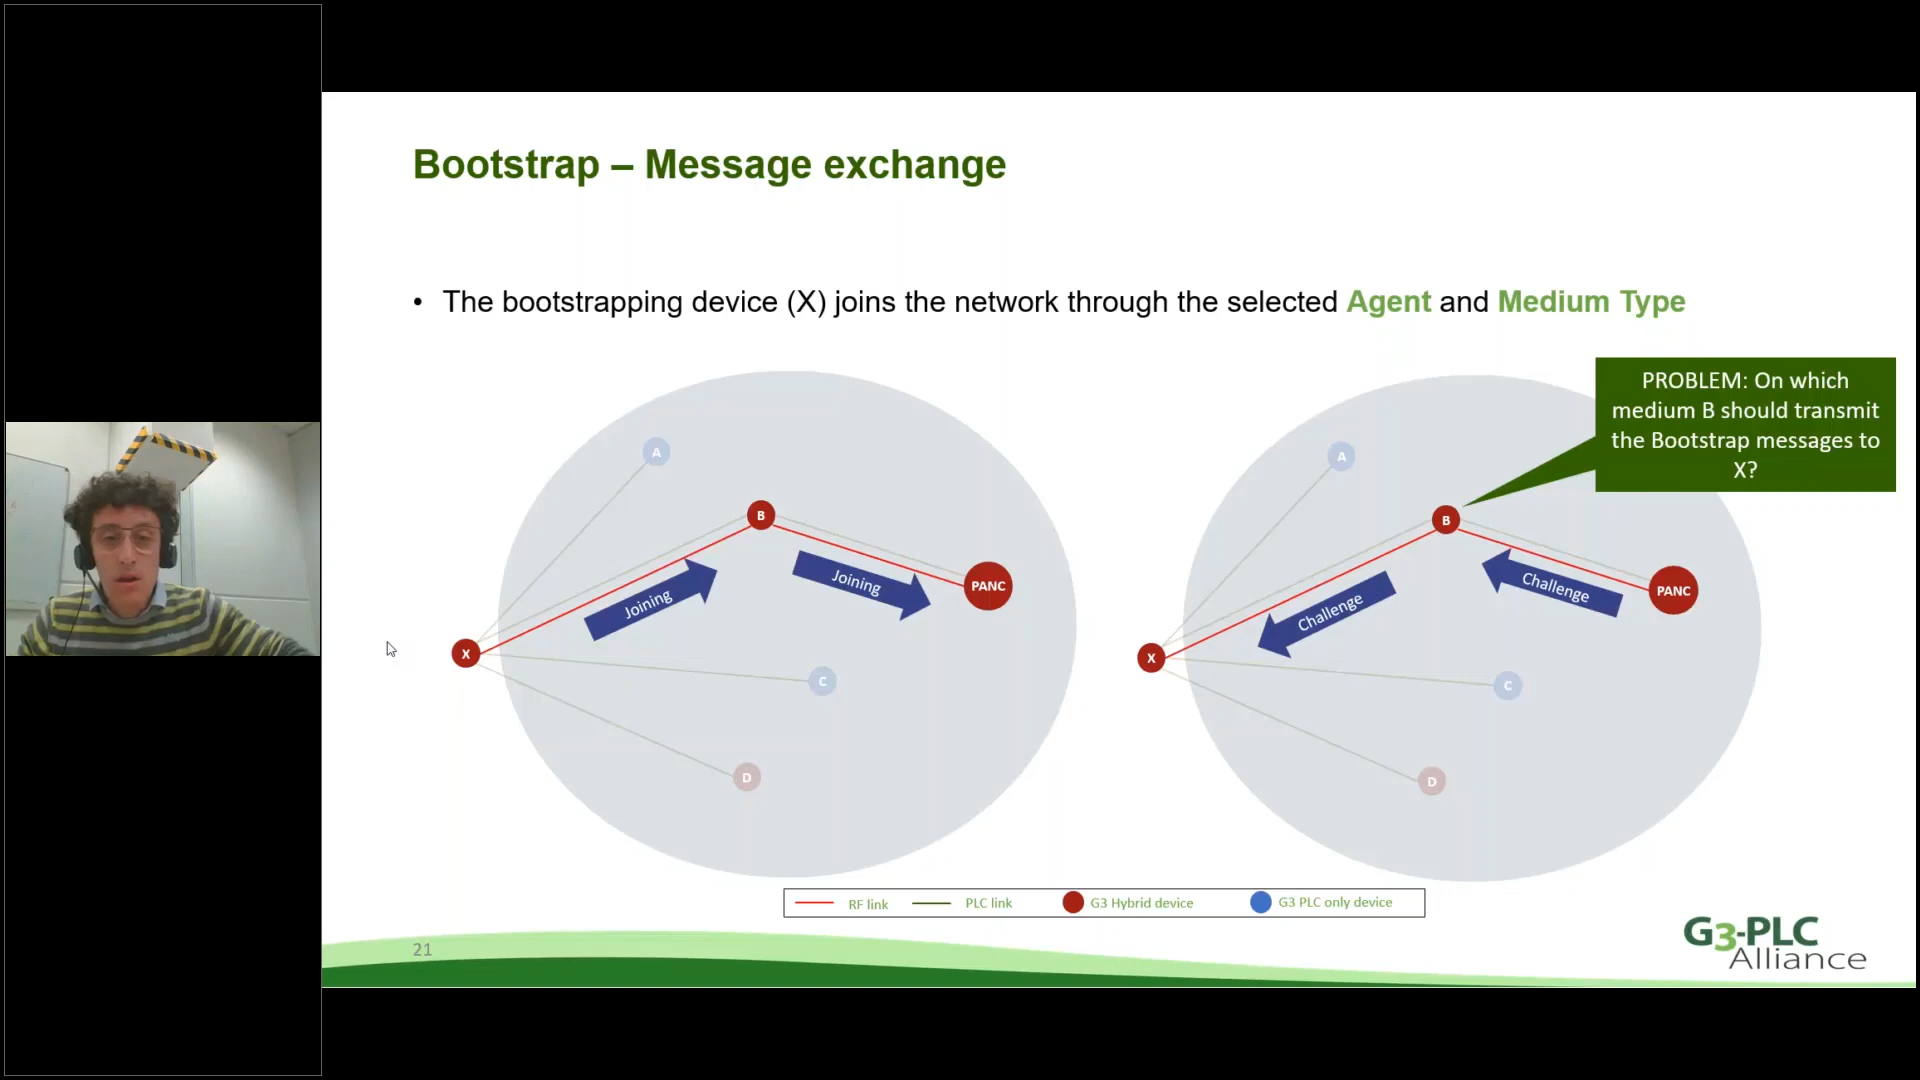 Bootstrap – Message exchange
• The bootstrapping device (X) joins the network through the selected Agent and Medium Type
PROBLEM: On which
medium B should transmit
the Bootstrap messages to
X?
A
B
Joining
Joining
PANC
X
C
D
A
B
Challenge
Challenge
PANC
X
C
D
RF link PLC link G3 Hybrid device G3 PLC only device
21
G3-PLC
Alliance